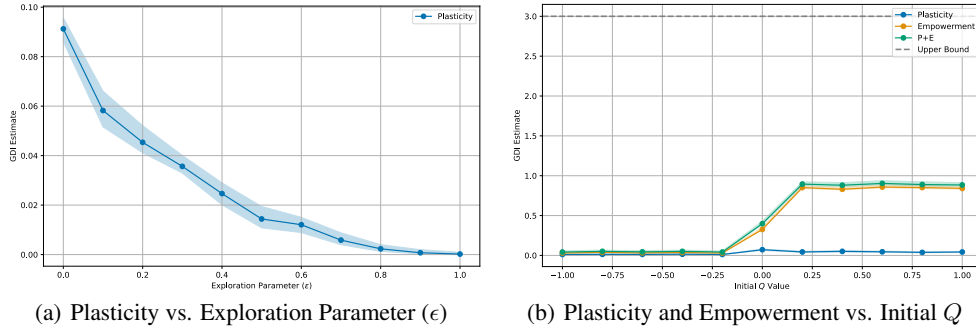 0.10
0.08
0.06
0.04
0.02
0.00
GDI Estimate
0.0
0.2
0.4
0.6
0.8
1.0
Exploration Parameter (ε)
Plasticity
(a) Plasticity vs. Exploration Parameter (ϵ)
3.0
2.5
2.0
1.5
1.0
0.5
0.0
GDI Estimate
−1.00
−0.75
−0.50
−0.25
0.00
0.25
0.50
0.75
1.00
Initial Q Value
Plasticity
Empowerment
P+E
Upper Bound
(b) Plasticity and Empowerment vs. Initial Q